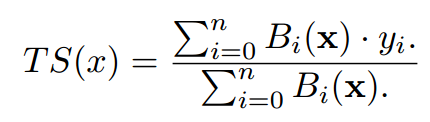 TS(x) = \frac{\sum_{i=0}^{n} B_i(\mathbf{x}) \cdot y_i.}{\sum_{i=0}^{n} B_i(\mathbf{x}).}